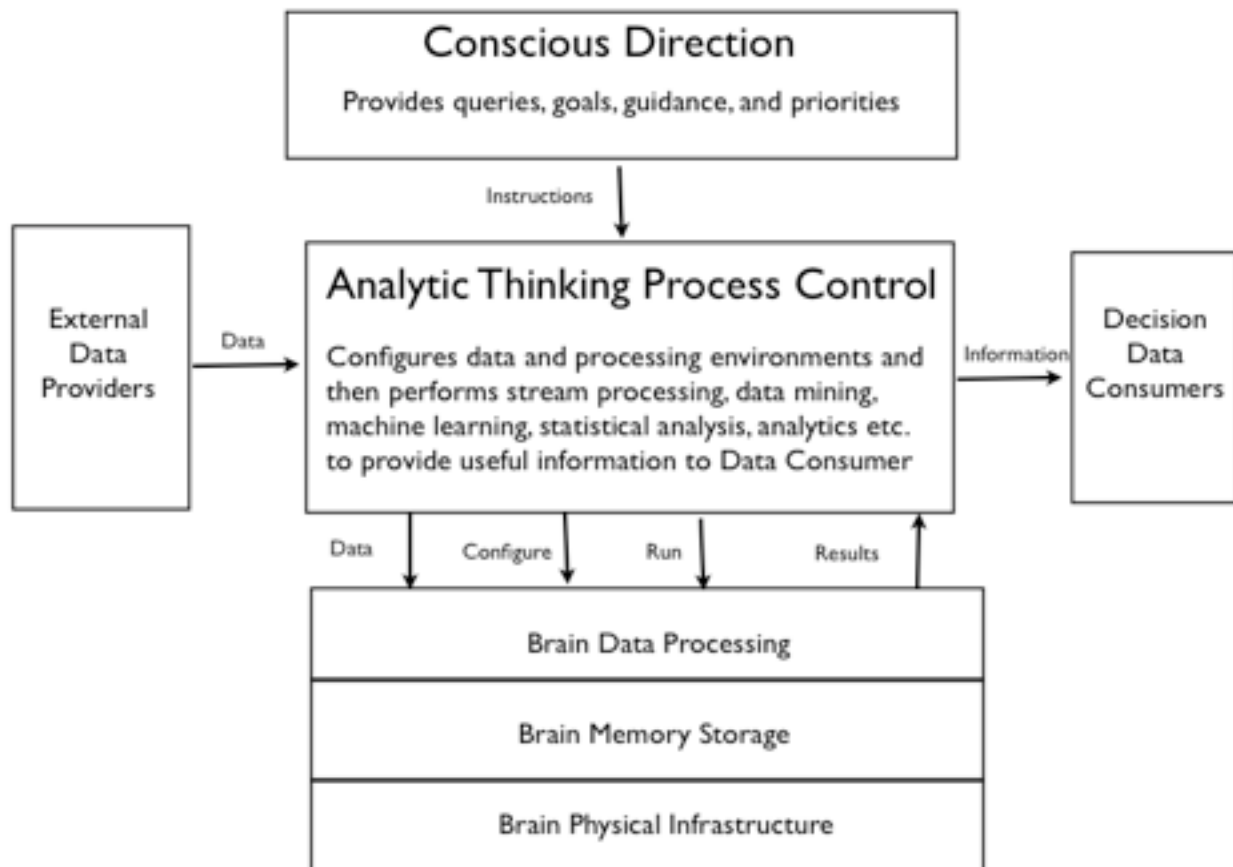 Conscious Direction
Provides queries, goals, guidance, and priorities
Instructions
External
Data
Providers
Data
Analytic Thinking Process Control
Configures data and processing environments and
then performs stream processing, data mining,
machine learning, statistical analysis, analytics etc.
to provide useful information to Data Consumer
Information
Decision
Data
Consumers
Data
Configure
Run
Results
Brain Data Processing
Brain Memory Storage
Brain Physical Infrastructure